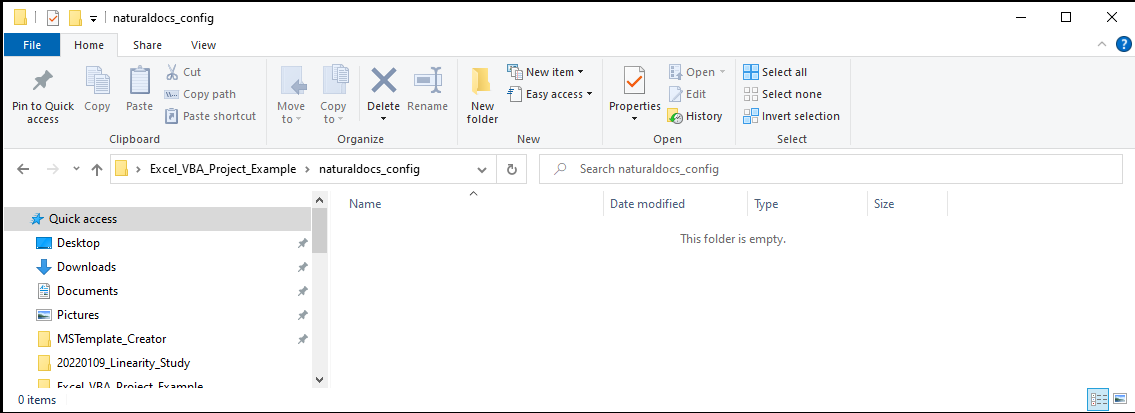 naturaldocs_config
File Home Share View
Pin to Quick access
Copy
Paste
Cut
Copy path
Paste shortcut
Clipboard
Move to
Copy to
Delete
Rename
Organize
New folder
New item
Easy access
New
Properties
Open
Edit
History
Open
Select all
Select none
Invert selection
Select
Excel_VBA_Project_Example naturaldocs_config
Search naturaldocs_config
Name Date modified Type Size
This folder is empty.
Quick access
Desktop
Downloads
Documents
Pictures
MSTemplate_Creator
20220109_Linearity_Study
Excel_VBA_Project_Example
0 items